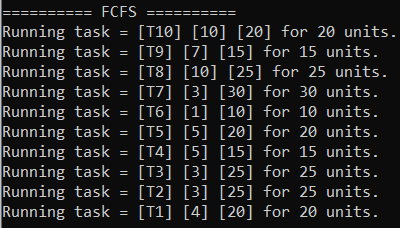 ========== FCFS ==========
Running task = [T10] [10] [20] for 20 units.
Running task = [T9] [7] [15] for 15 units.
Running task = [T8] [10] [25] for 25 units.
Running task = [T7] [3] [30] for 30 units.
Running task = [T6] [1] [10] for 10 units.
Running task = [T5] [5] [20] for 20 units.
Running task = [T4] [5] [15] for 15 units.
Running task = [T3] [3] [25] for 25 units.
Running task = [T2] [3] [25] for 25 units.
Running task = [T1] [4] [20] for 20 units.